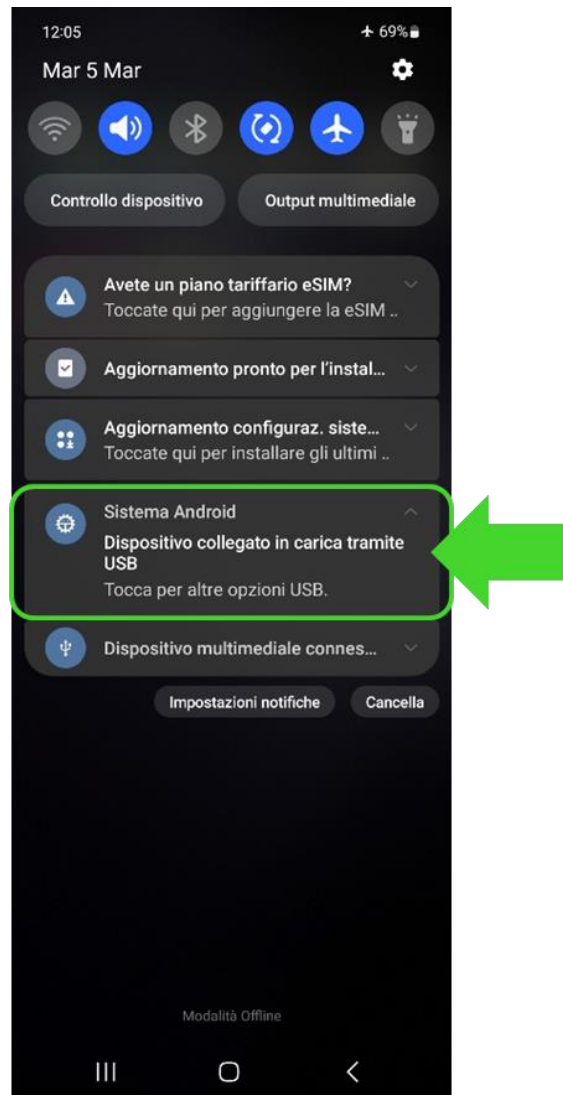 12:05 69%
Mar 5 Mar
Controllo dispositivo Output multimediale
Avete un piano tariffario eSIM?
Toccate qui per aggiungere la eSIM ..
Aggiornamento pronto per l'instal...
Aggiornamento configuraz. siste...
Toccate qui per installare gli ultimi ..
Sistema Android
Dispositivo collegato in carica tramite
USB
Tocca per altre opzioni USB.
Dispositivo multimediale connes...
Impostazioni notifiche Cancella
Modalità Offline